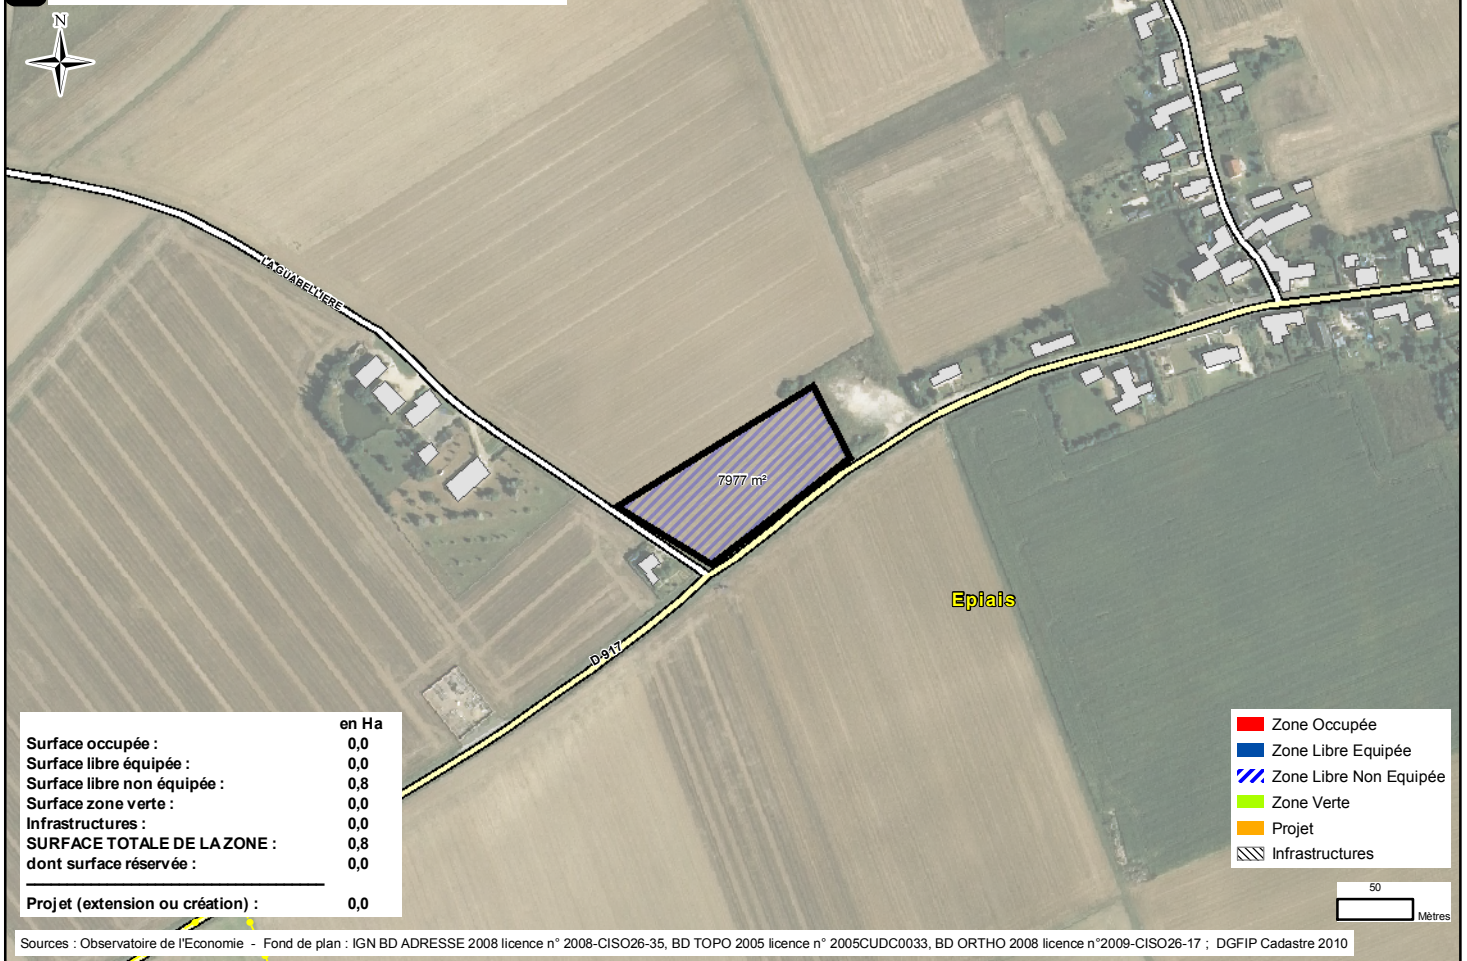 N
LA GUABELLIERE
7977 m²
Epiais
D 917
en Ha
Surface occupée : 0,0
Surface libre équipée : 0,0
Surface libre non équipée : 0,8
Surface zone verte : 0,0
Infrastructures : 0,0
SURFACE TOTALE DE LA ZONE : 0,8
dont surface réservée : 0,0
Projet (extension ou création) : 0,0
Zone Occupée
Zone Libre Equipée
Zone Libre Non Equipée
Zone Verte
Projet
Infrastructures
50
Mètres
Sources : Observatoire de l'Economie - Fond de plan : IGN BD ADRESSE 2008 licence n° 2008-CISO26-35, BD TOPO 2005 licence n° 2005CUDC0033, BD ORTHO 2008 licence n°2009-CISO26-17 ; DGFIP Cadastre 2010